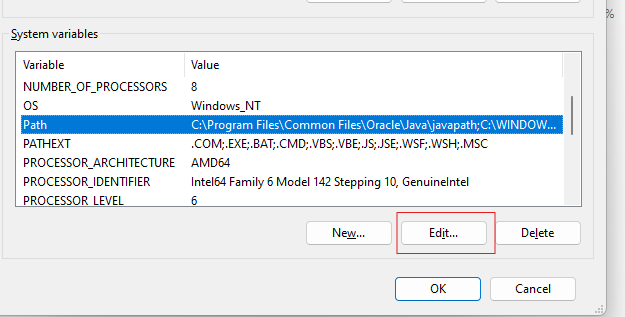 %
System variables
Variable Value
NUMBER_OF_PROCESSORS 8
OS Windows_NT
Path C:\Program Files\Common Files\Oracle\Java\javapath;C:\WINDOW...
PATHEXT .COM;.EXE;.BAT;.CMD;.VBS;.VBE;.JS;.JSE;.WSF;.WSH;.MSC
PROCESSOR_ARCHITECTURE AMD64
PROCESSOR_IDENTIFIER Intel64 Family 6 Model 142 Stepping 10, GenuineIntel
PROCESSOR_LEVEL 6
New... Edit... Delete
OK Cancel